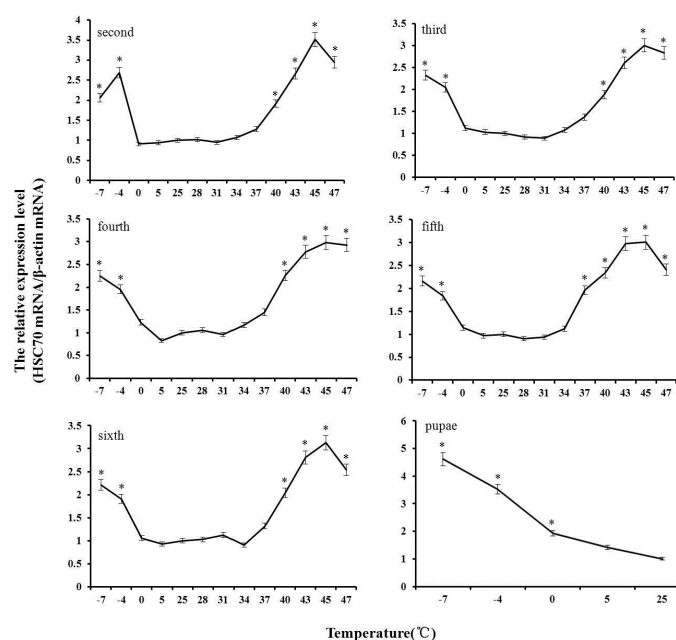 The relative expression level
(HSC70 mRNA/β-actin mRNA)
second
4
3.5
3
2.5
2
1.5
1
0.5
0
-7 -4 0 5 25 28 31 34 37 40 43 45 47
* * * * * *
third
3.5
3
2.5
2
1.5
1
0.5
0
-7 -4 0 5 25 28 31 34 37 40 43 45 47
* * * * * *
fourth
3.5
3
2.5
2
1.5
1
0.5
0
-7 -4 0 5 25 28 31 34 37 40 43 45 47
* * * * * *
fifth
3.5
3
2.5
2
1.5
1
0.5
0
-7 -4 0 5 25 28 31 34 37 40 43 45 47
* * * * * * *
sixth
3.5
3
2.5
2
1.5
1
0.5
0
-7 -4 0 5 25 28 31 34 37 40 43 45 47
* * * * * *
pupae
6
5
4
3
2
1
0
-7 -4 0 5 25
* * *
Temperature(℃)